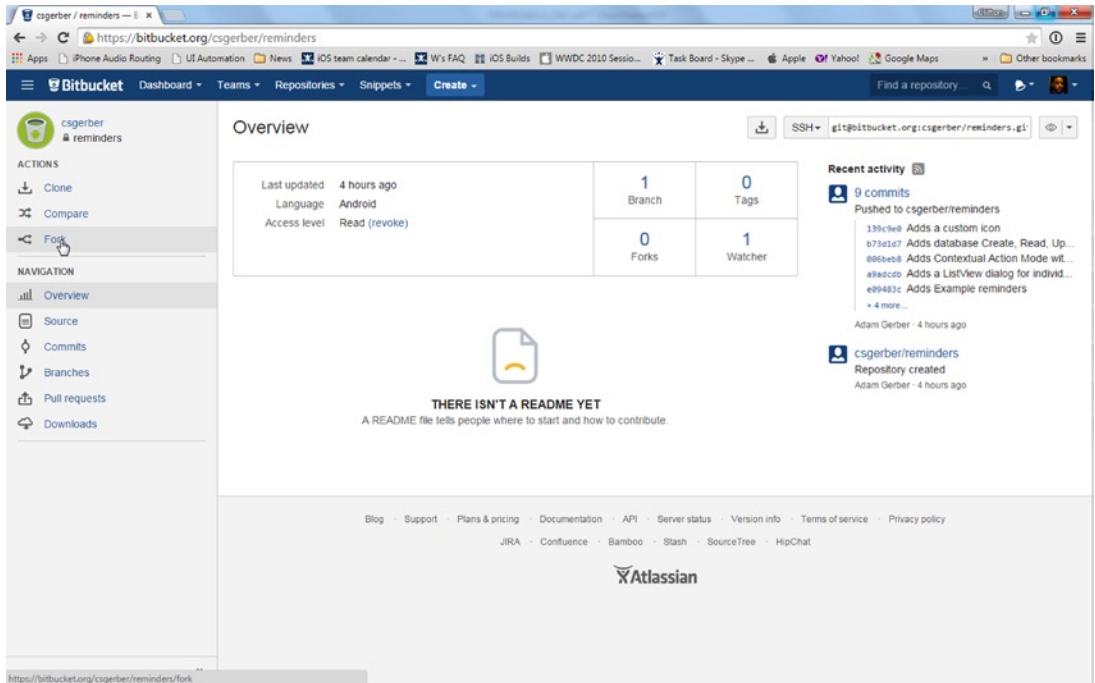 csgerber / reminders —
https://bitbucket.org/csgerber/reminders
Apps iPhone Audio Routing UI Automation News iOS team calendar - ... W's FAQ iOS Builds WWDC 2010 Sessio... Task Board - Skype ... Apple Yahoo! Google Maps » Other bookmarks
Bitbucket Dashboard Teams Repositories Snippets Create Find a repository...
csgerber
reminders
ACTIONS
Clone
Compare
Fork
NAVIGATION
Overview
Source
Commits
Branches
Pull requests
Downloads
Overview
SSH git@bitbucket.org:csgerber/reminders.gi
Last updated 4 hours ago
Language Android
Access level Read (revoke)
1
Branch
0
Tags
0
Forks
1
Watcher
THERE ISN'T A README YET
A README file tells people where to start and how to contribute.
Recent activity
9 commits
Pushed to csgerber/reminders
139c9e0 Adds a custom icon
b73d1d7 Adds database Create, Read, Up...
006beb8 Adds Contextual Action Mode wit...
a9adcdb Adds a ListView dialog for individ...
e09483c Adds Example reminders
+ 4 more...
Adam Gerber · 4 hours ago
csgerber/reminders
Repository created
Adam Gerber · 4 hours ago
Blog · Support · Plans & pricing · Documentation · API · Server status · Version info · Terms of service · Privacy policy
JIRA · Confluence · Bamboo · Stash · SourceTree · HipChat
Atlassian
https://bitbucket.org/csgerber/reminders/fork